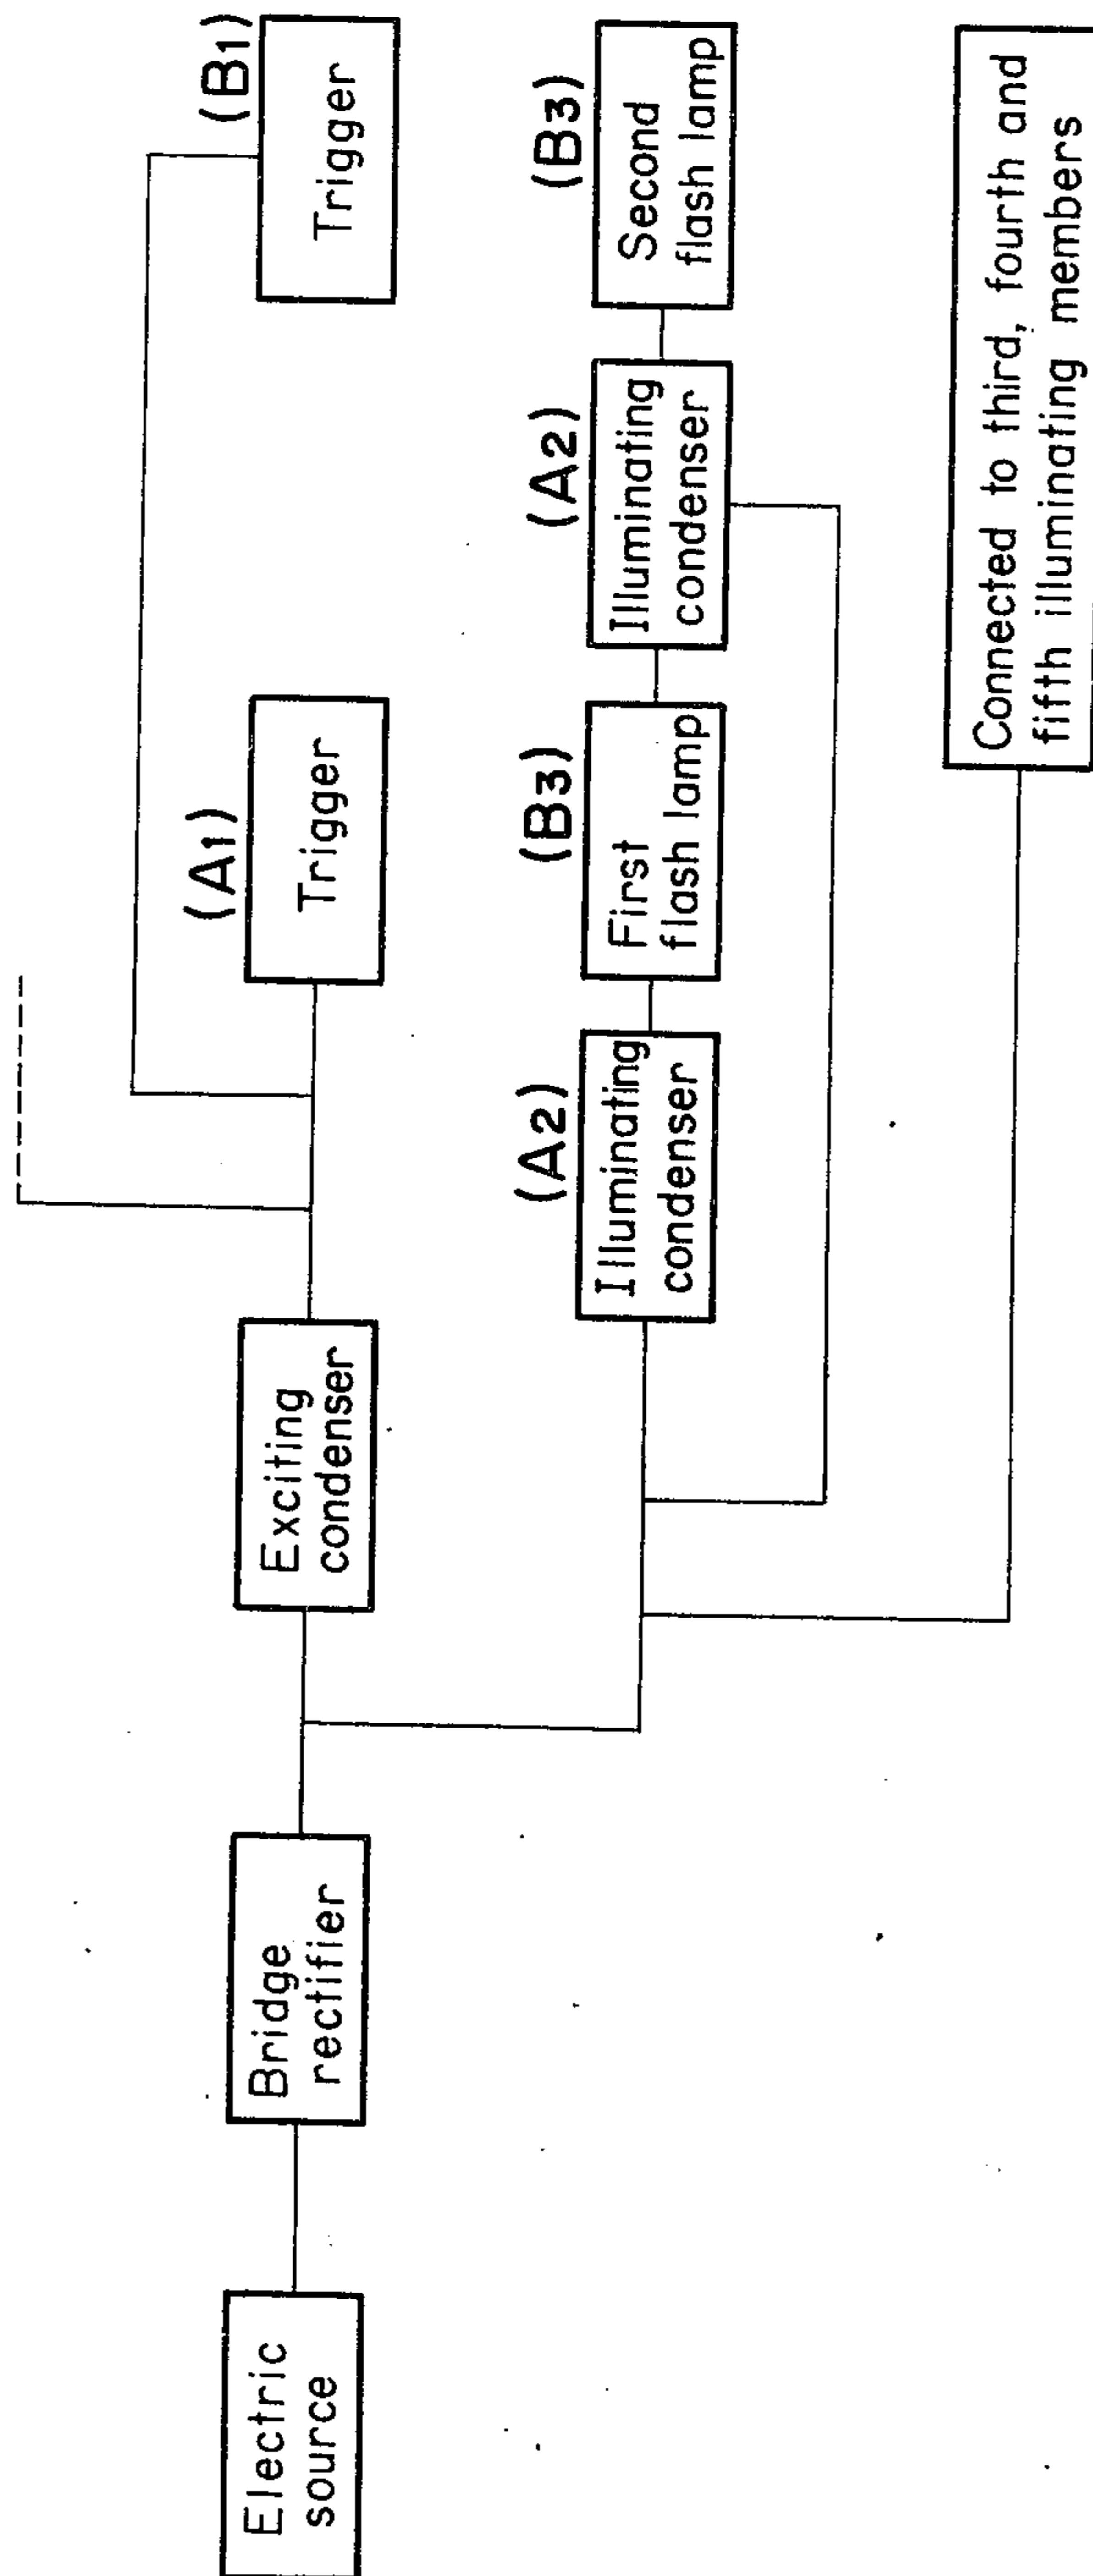 Electric
source
Bridge
rectifier
Exciting
condenser
(A1)
Trigger
(B1)
Trigger
(A2)
Illuminating
condenser
(B3)
First
flash lamp
(A2)
Illuminating
condenser
(B3)
Second
flash lamp
Connected to third, fourth and
fifth illuminating members